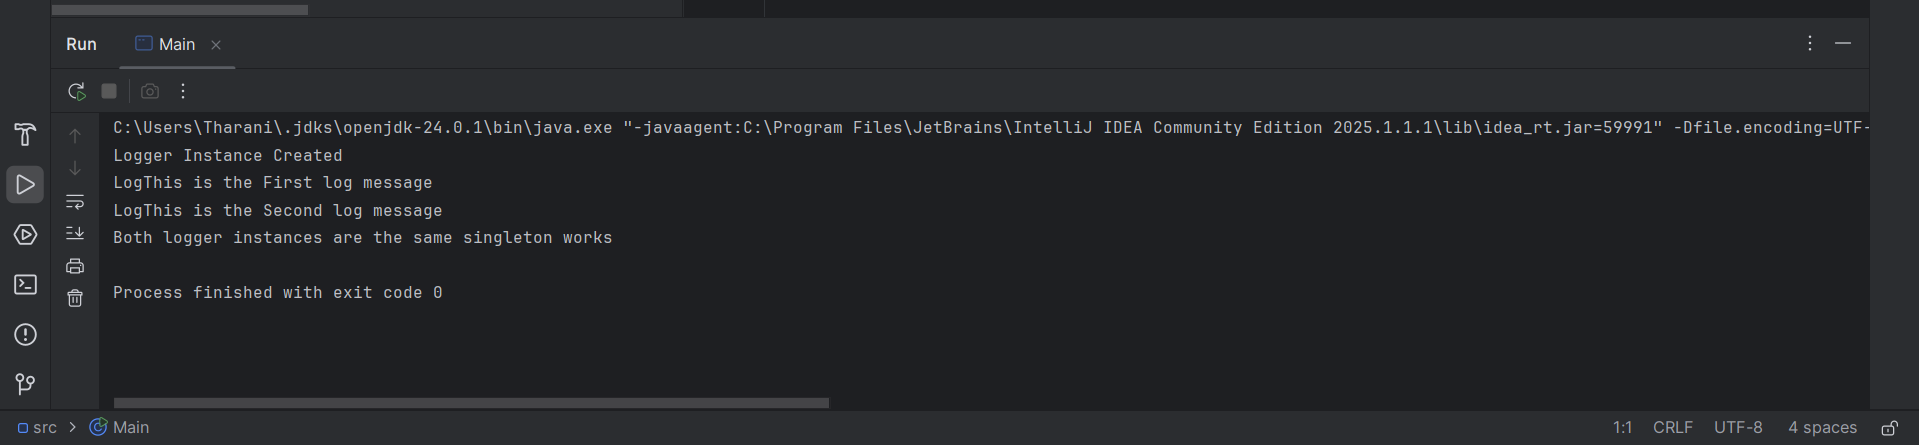 Run Main
C:\Users\Tharani\.jdks\openjdk-24.0.1\bin\java.exe "-javaagent:C:\Program Files\JetBrains\IntelliJ IDEA Community Edition 2025.1.1.1\lib\idea_rt.jar=59991" -Dfile.encoding=UTF-
Logger Instance Created
LogThis is the First log message
LogThis is the Second log message
Both logger instances are the same singleton works
Process finished with exit code 0
src > Main 1:1 CRLF UTF-8 4 spaces